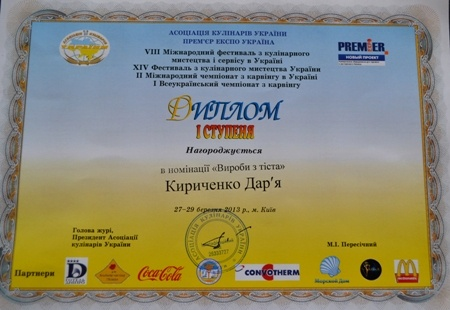 АСОЦІАЦІЯ КУЛІНАРІВ УКРАЇНИ
ПРЕМ'ЄР ЕКСПО УКРАЇНА
VIII Міжнародний фестиваль з кулінарного
мистецтва і сервісу в Україні
XIV Фестиваль з кулінарного мистецтва України
II Міжнародний чемпіонат з карвінгу в Україні
I Всеукраїнський чемпіонат з карвінгу
PREMIER
НОВЫЙ ПРОЕКТ
ДИПЛОМ
I СТУПЕНЯ
Нагороджується
в номінації «Вироби з тіста»
Кириченко Дар'я
27-29 березня 2013 р., м. Київ
Голова журі,
Президент Асоціації
кулінарів України
М.І. Пересічний
Партнери
Coca-Cola
CONVOTHERM
McDonald's